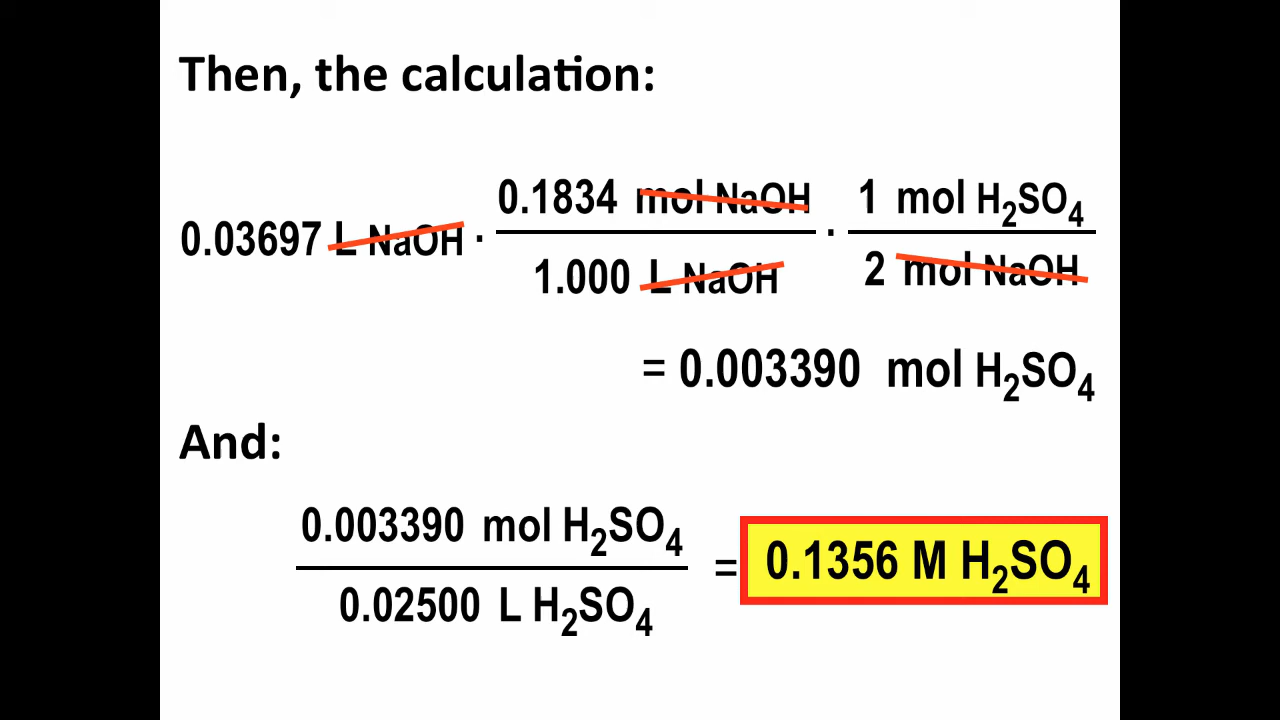 Then, the calculation:
0.1834 mol NaOH 1 mol H₂SO₄
0.03697 L NaOH · ·
1.000 L NaOH 2 mol NaOH
= 0.003390 mol H₂SO₄
And:
0.003390 mol H₂SO₄
= 0.1356 M H₂SO₄
0.02500 L H₂SO₄